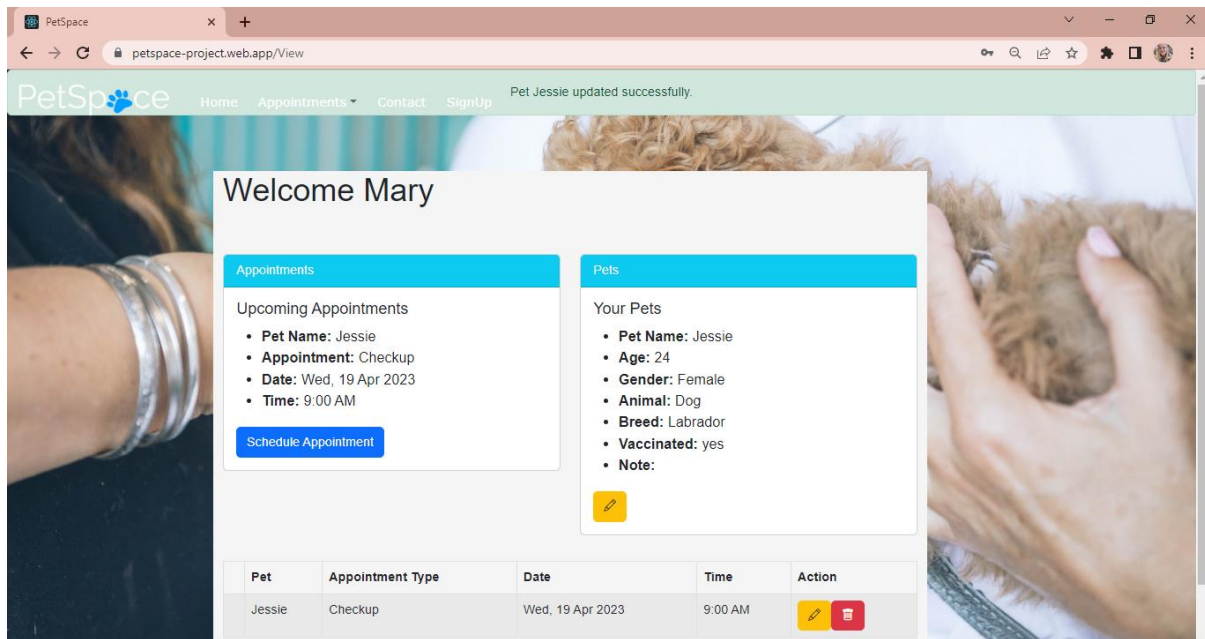 PetSpace
petspace-project.web.app/View
PetSp ce Home Appointments Contact SignUp Pet Jessie updated successfully.
Welcome Mary
Appointments
Upcoming Appointments
• Pet Name: Jessie
• Appointment: Checkup
• Date: Wed, 19 Apr 2023
• Time: 9:00 AM
Schedule Appointment
Pets
Your Pets
• Pet Name: Jessie
• Age: 24
• Gender: Female
• Animal: Dog
• Breed: Labrador
• Vaccinated: yes
• Note:
Pet Appointment Type Date Time Action
Jessie Checkup Wed, 19 Apr 2023 9:00 AM